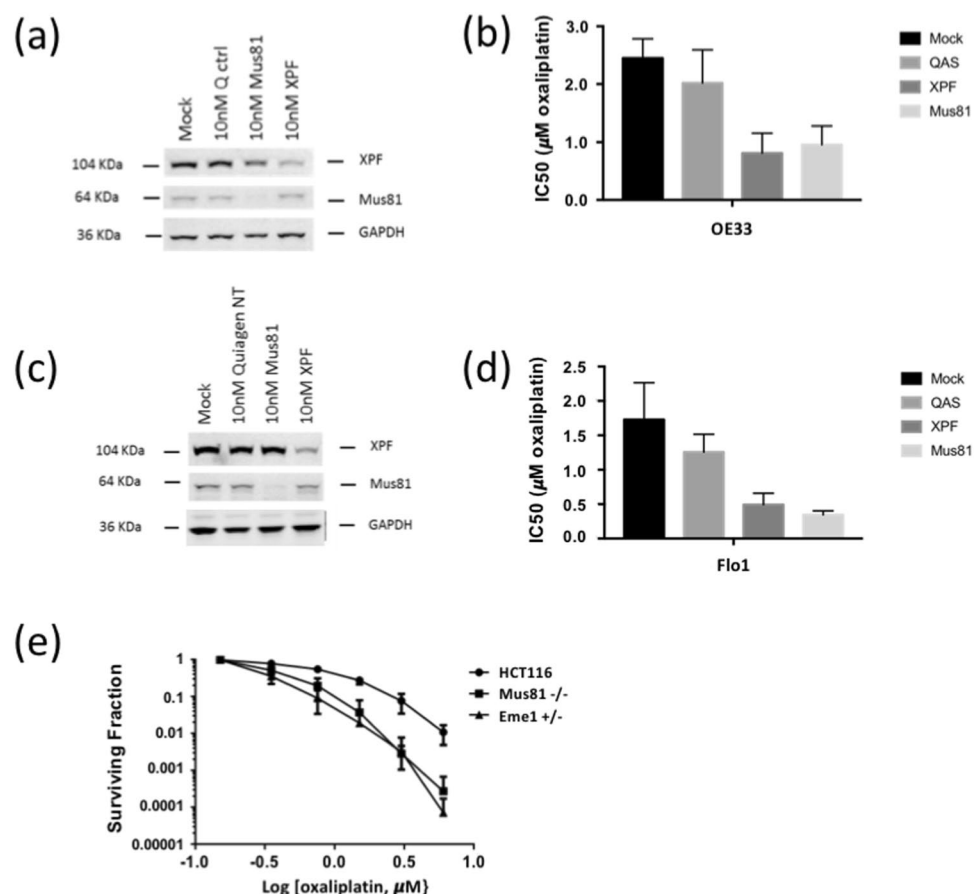 (a)
Mock
10nM Q ctrl
10nM Mus81
10nM XPF
104 KDa
XPF
64 KDa
Mus81
36 KDa
GAPDH
(b)
IC50 (µM oxaliplatin)
3.0
2.0
1.0
0.0
OE33
Mock
QAS
XPF
Mus81
(c)
Mock
10nM Quiagen NT
10nM Mus81
10nM XPF
104 KDa
XPF
64 KDa
Mus81
36 KDa
GAPDH
(d)
IC50 (µM oxaliplatin)
2.5
2.0
1.5
1.0
0.5
0.0
Flo1
Mock
QAS
XPF
Mus81
(e)
Surviving Fraction
1
0.1
0.01
0.001
0.0001
0.00001
-1.0 -0.5 0.0 0.5 1.0
Log [oxaliplatin, µM}
HCT116
Mus81 -/-
Eme1 +/-